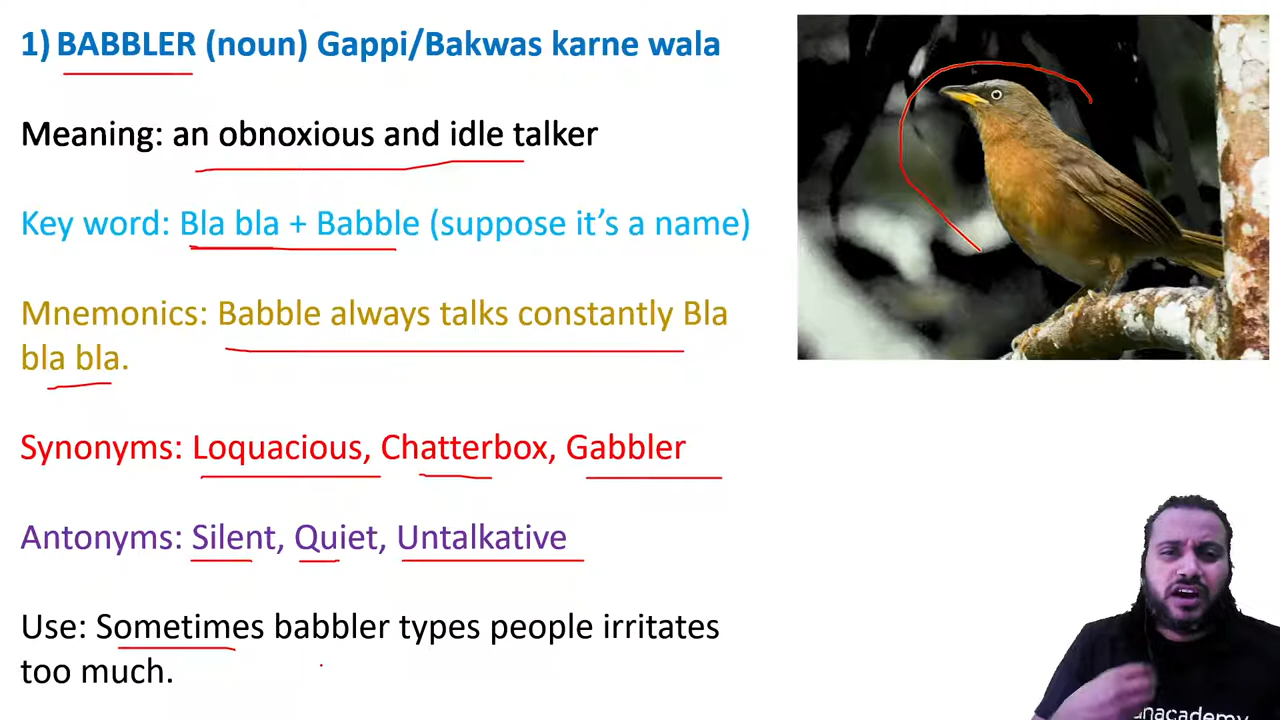 1) BABBLER (noun) Gappi/Bakwas karne wala
Meaning: an obnoxious and idle talker
Key word: Bla bla + Babble (suppose it’s a name)
Mnemonics: Babble always talks constantly Bla
bla bla.
Synonyms: Loquacious, Chatterbox, Gabbler
Antonyms: Silent, Quiet, Untalkative
Use: Sometimes babbler types people irritates
too much.